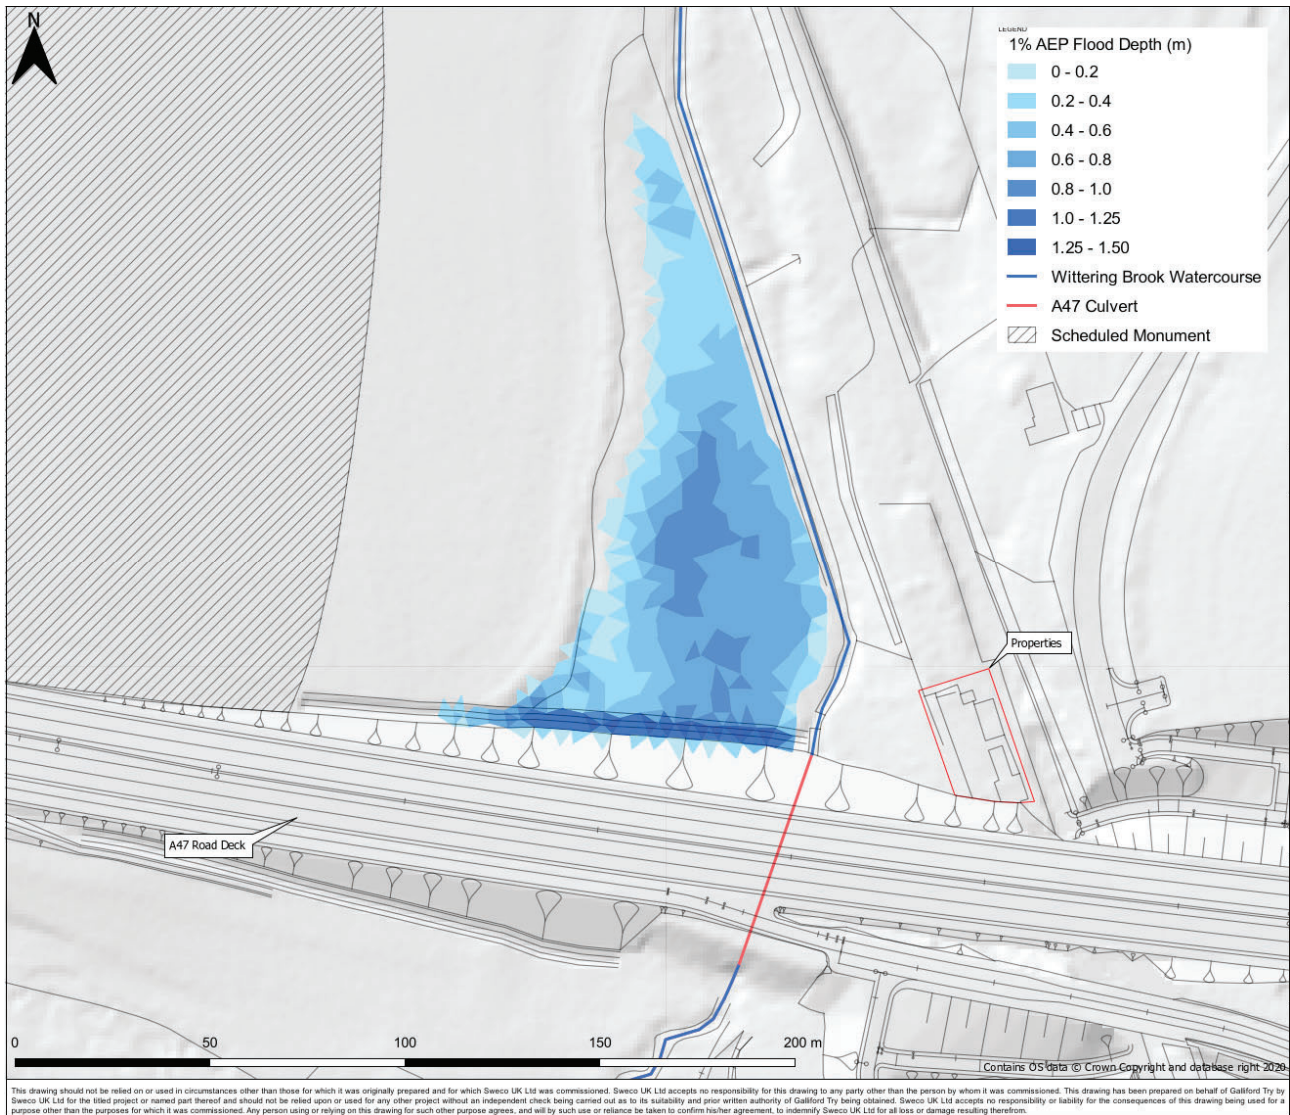 N
LEGEND
1% AEP Flood Depth (m)
0 - 0.2
0.2 - 0.4
0.4 - 0.6
0.6 - 0.8
0.8 - 1.0
1.0 - 1.25
1.25 - 1.50
Wittering Brook Watercourse
A47 Culvert
Scheduled Monument
Properties
A47 Road Deck
0 50 100 150 200 m
Contains OS data © Crown Copyright and database right 2020
This drawing should not be relied on or used in circumstances other than those for which it was originally prepared and for which Sweco UK Ltd was commissioned. Sweco UK Ltd accepts no responsibility for this drawing to any party other than the person by whom it was commissioned. This drawing has been prepared on behalf of Galliford Try by
Sweco UK Ltd for the titled project or named part thereof and should not be relied upon or used for any other project without an independent check being carried out as to its suitability and prior written authority of Galliford Try being obtained. Sweco UK Ltd accepts no responsibility or liability for the consequences of this drawing being used for a
purpose other than the purposes for which it was commissioned. Any person using or relying on this drawing for such other purpose agrees, and will by such use or reliance be taken to confirm his/her agreement, to indemnify Sweco UK Ltd for all loss or damage resulting therefrom.